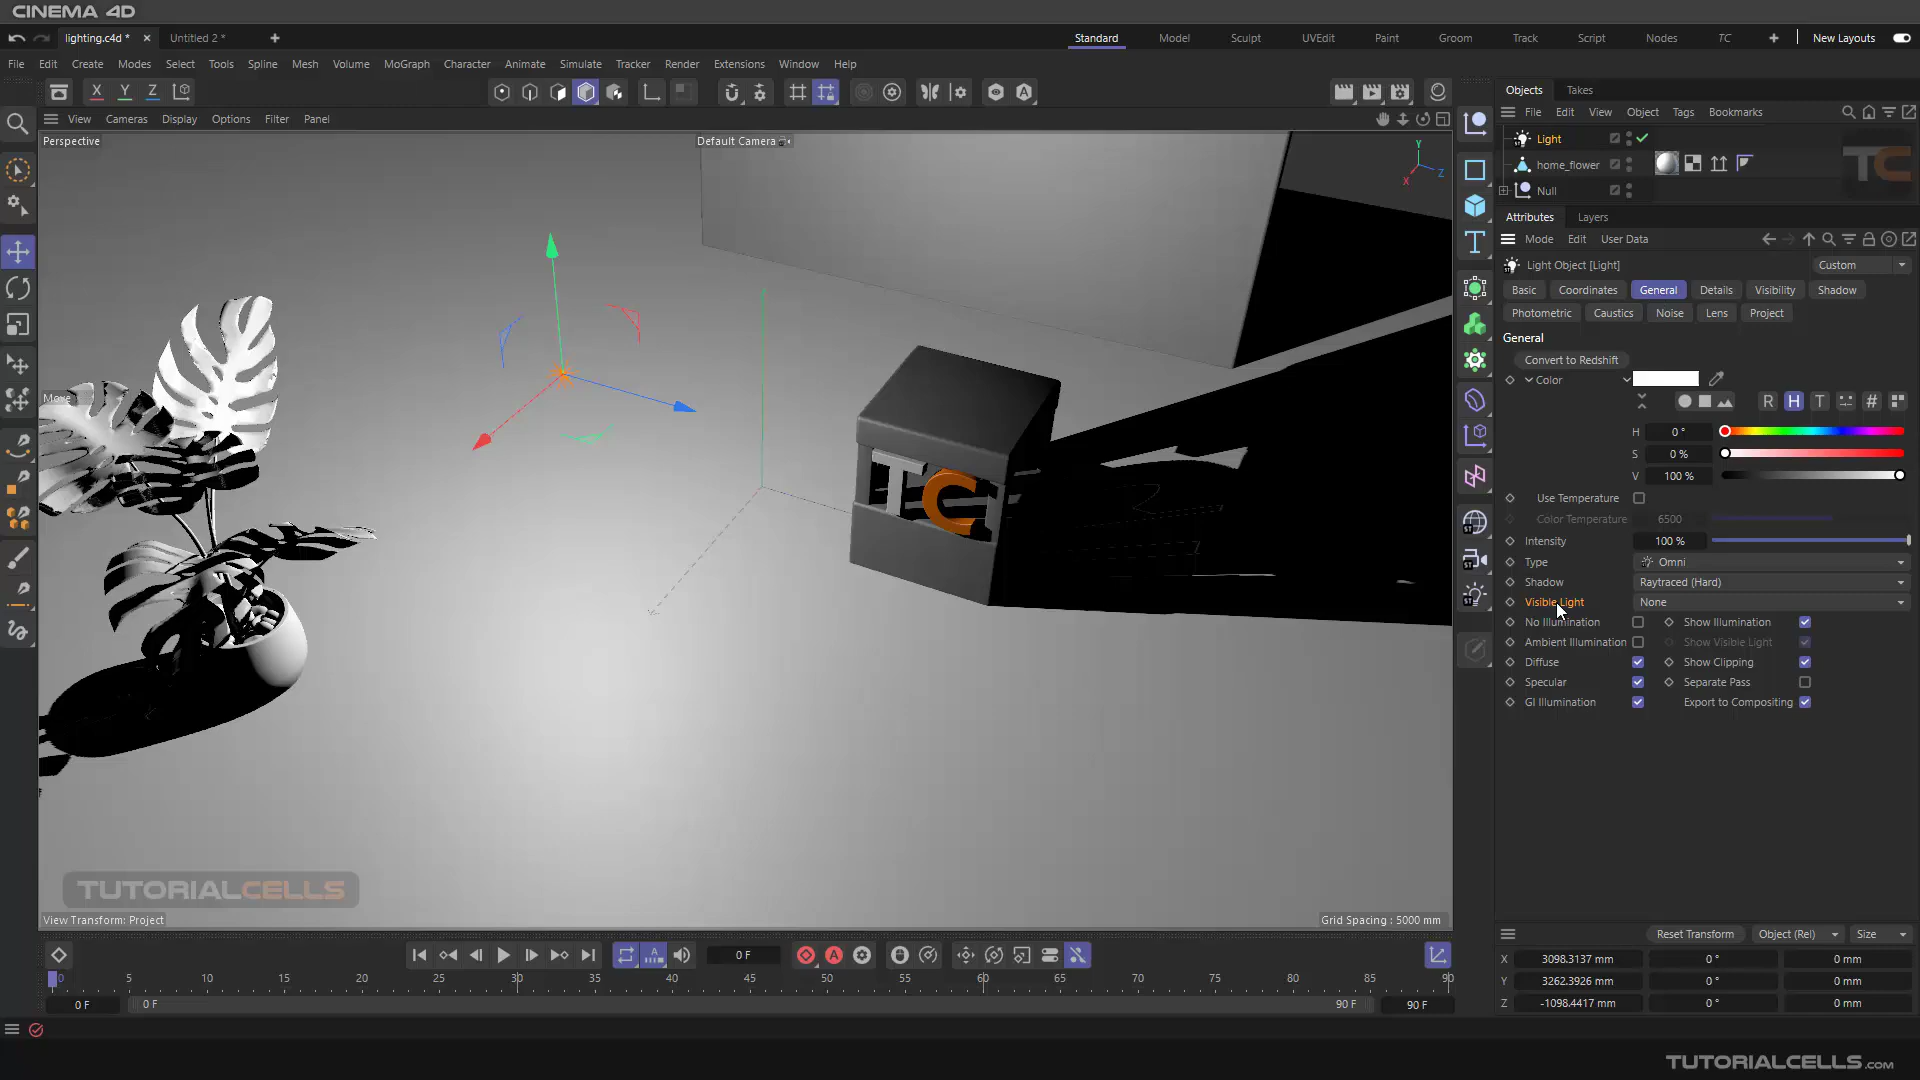 CINEMA 4D
lighting.c4d * × Untitled 2 * +
Standard Model Sculpt UVEdit Paint Groom Track Script Nodes TC + New Layouts
File Edit Create Modes Select Tools Spline Mesh Volume MoGraph Character Animate Simulate Tracker Render Extensions Window Help
X Y Z
View Cameras Display Options Filter Panel
Perspective
Default Camera
Y
X Z
Move
TC
TUTORIALCELLS
View Transform: Project
Grid Spacing : 5000 mm
Objects Takes
File Edit View Object Tags Bookmarks
Light
home_flower
Null
TC
Attributes Layers
Mode Edit User Data
Light Object [Light] Custom
Basic Coordinates General Details Visibility Shadow
Photometric Caustics Noise Lens Project
General
Convert to Redshift
Color
R H T #
H 0 °
S 0 %
V 100 %
Use Temperature
Color Temperature 6500
Intensity 100 %
Type Omni
Shadow Raytraced (Hard)
Visible Light None
No Illumination Show Illumination
Ambient Illumination Show Visible Light
Diffuse Show Clipping
Specular Separate Pass
GI Illumination Export to Compositing
0 F
0 5 10 15 20 25 30 35 40 45 50 55 60 65 70 75 80 85 90
0 F 0 F 90 F 90 F
Reset Transform Object (Rel) Size
X 3098.3137 mm 0 ° 0 mm
Y 3262.3926 mm 0 ° 0 mm
Z -1098.4417 mm 0 ° 0 mm
TUTORIALCELLS.com